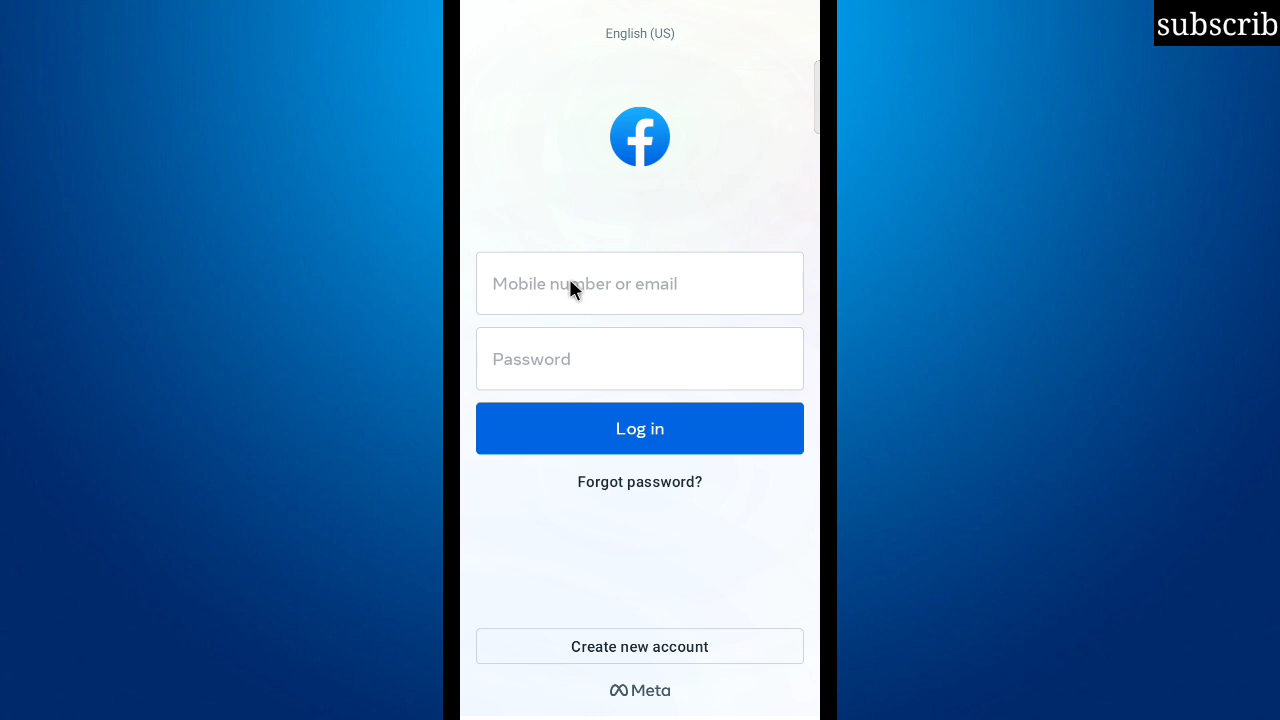 subscrib
English (US)
Mobile number or email
Password
Log in
Forgot password?
Create new account
Meta